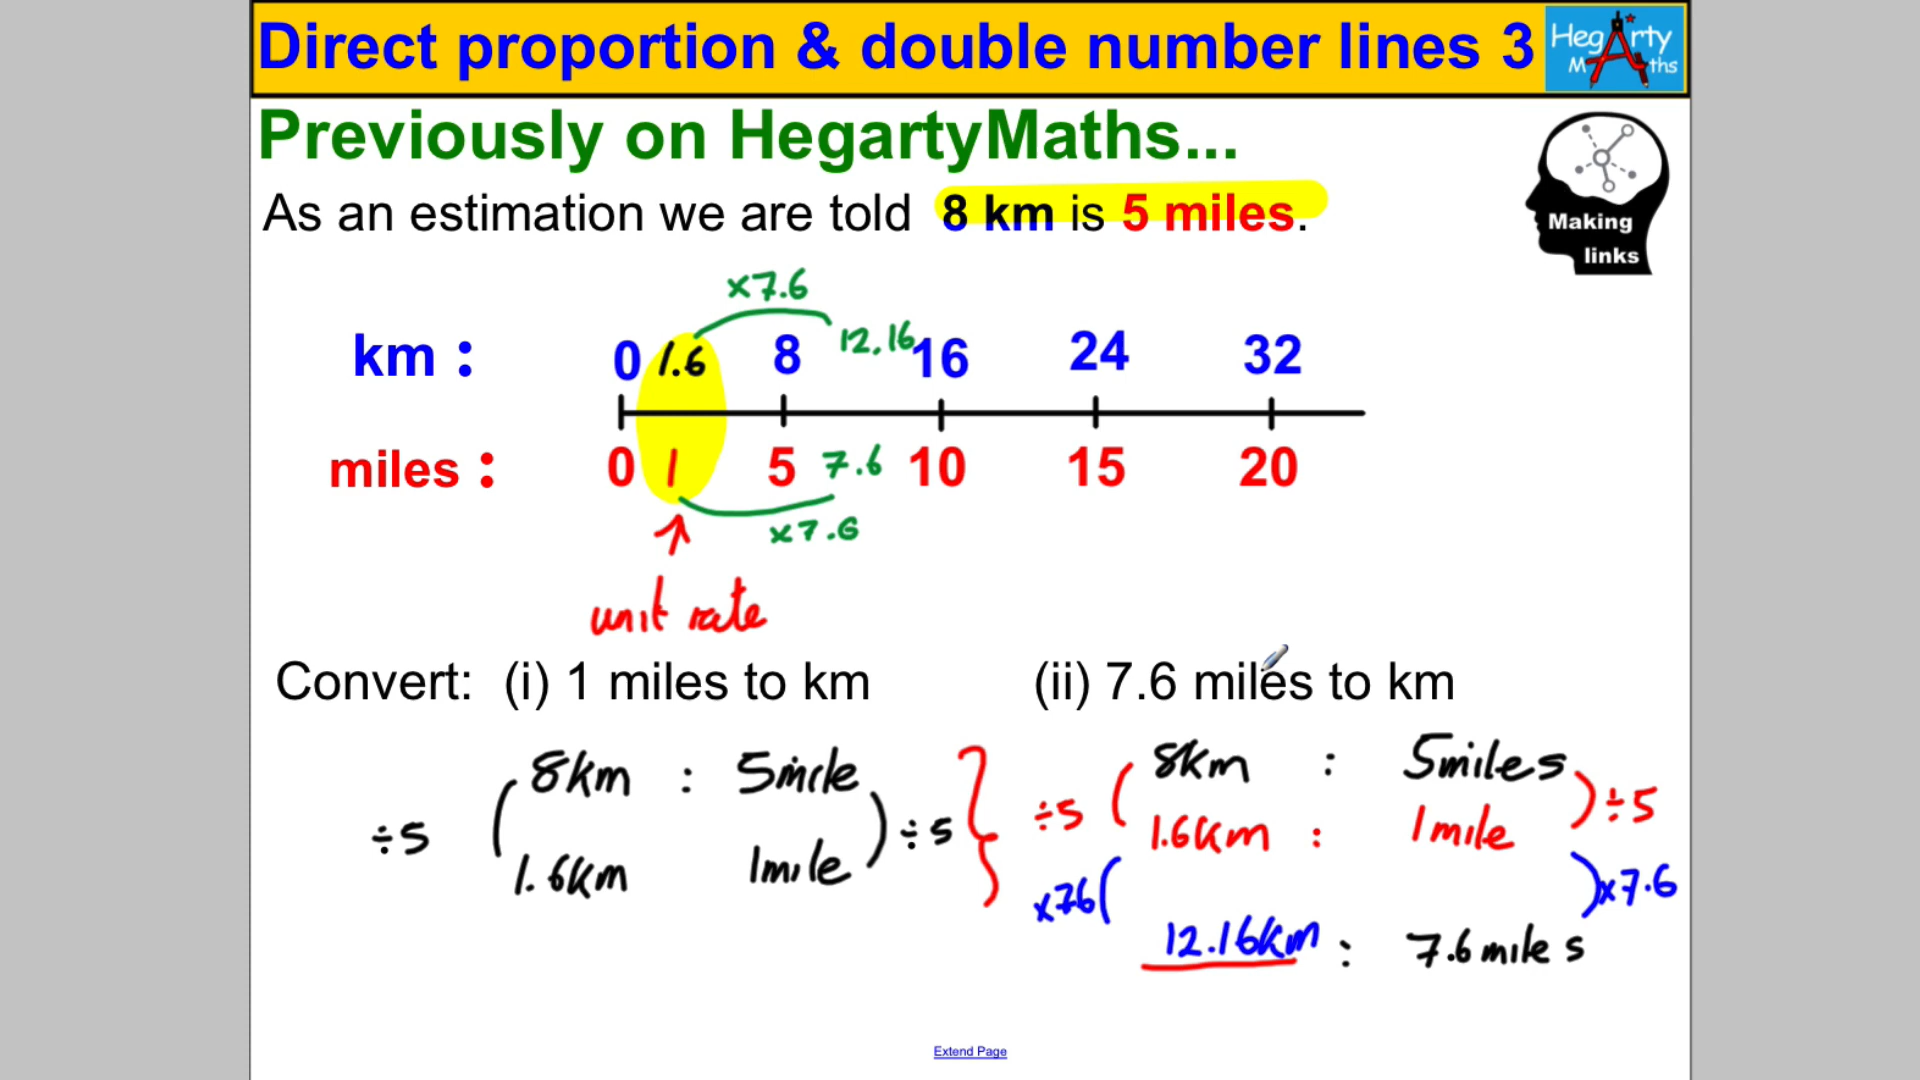 Direct proportion & double number lines 3
HegArty
Maths
Previously on HegartyMaths...
As an estimation we are told 8 km is 5 miles.
Making
links
x7.6
km : 0 1.6 8 12.16 16 24 32
miles : 0 1 5 7.6 10 15 20
x7.6
unit rate
Convert: (i) 1 miles to km (ii) 7.6 miles to km
8km : 5mile
÷5 ÷5
1.6km 1mile
8km : 5miles
÷5 1.6km : 1mile ÷5
x76 x7.6
12.16km : 7.6miles
Extend Page